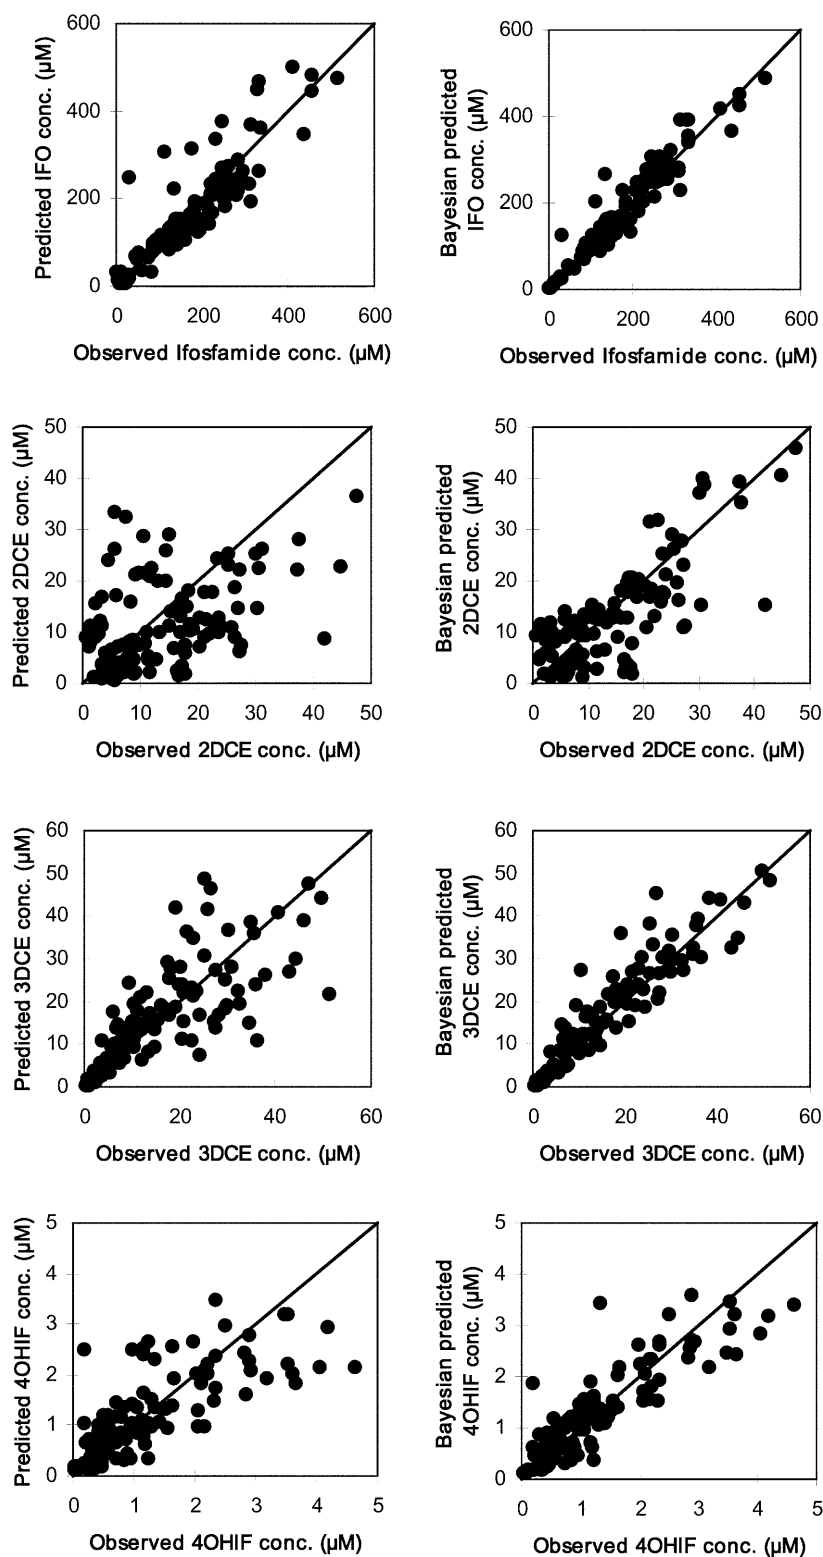 600
400
200
0
Predicted IFO conc. (µM)
0 200 400 600
Observed Ifosfamide conc. (µM)
600
400
200
0
Bayesian predicted
IFO conc. (µM)
0 200 400 600
Observed Ifosfamide conc. (µM)
50
40
30
20
10
0
Predicted 2DCE conc. (µM)
0 10 20 30 40 50
Observed 2DCE conc. (µM)
50
40
30
20
10
0
Bayesian predicted
2DCE conc. (µM)
0 10 20 30 40 50
Observed 2DCE conc. (µM)
60
50
40
30
20
10
0
Predicted 3DCE conc. (µM)
0 20 40 60
Observed 3DCE conc. (µM)
60
50
40
30
20
10
0
Bayesian predicted
3DCE conc. (µM)
0 20 40 60
Observed 3DCE conc. (µM)
5
4
3
2
1
0
Predicted 4OHIF conc. (µM)
0 1 2 3 4 5
Observed 4OHIF conc. (µM)
5
4
3
2
1
0
Bayesian predicted
4OHIF conc. (µM)
0 1 2 3 4 5
Observed 4OHIF conc. (µM)